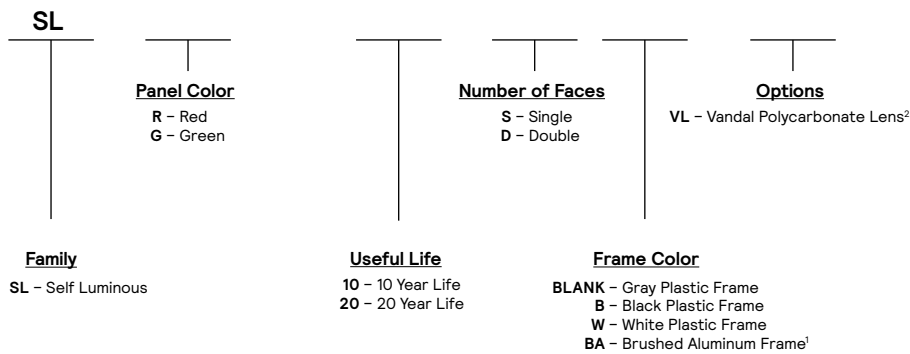 SL
Panel Color
R – Red
G – Green
Number of Faces
S – Single
D – Double
Options
VL – Vandal Polycarbonate Lens²
Family
SL – Self Luminous
Useful Life
10 – 10 Year Life
20 – 20 Year Life
Frame Color
BLANK – Gray Plastic Frame
B – Black Plastic Frame
W – White Plastic Frame
BA – Brushed Aluminum Frame¹